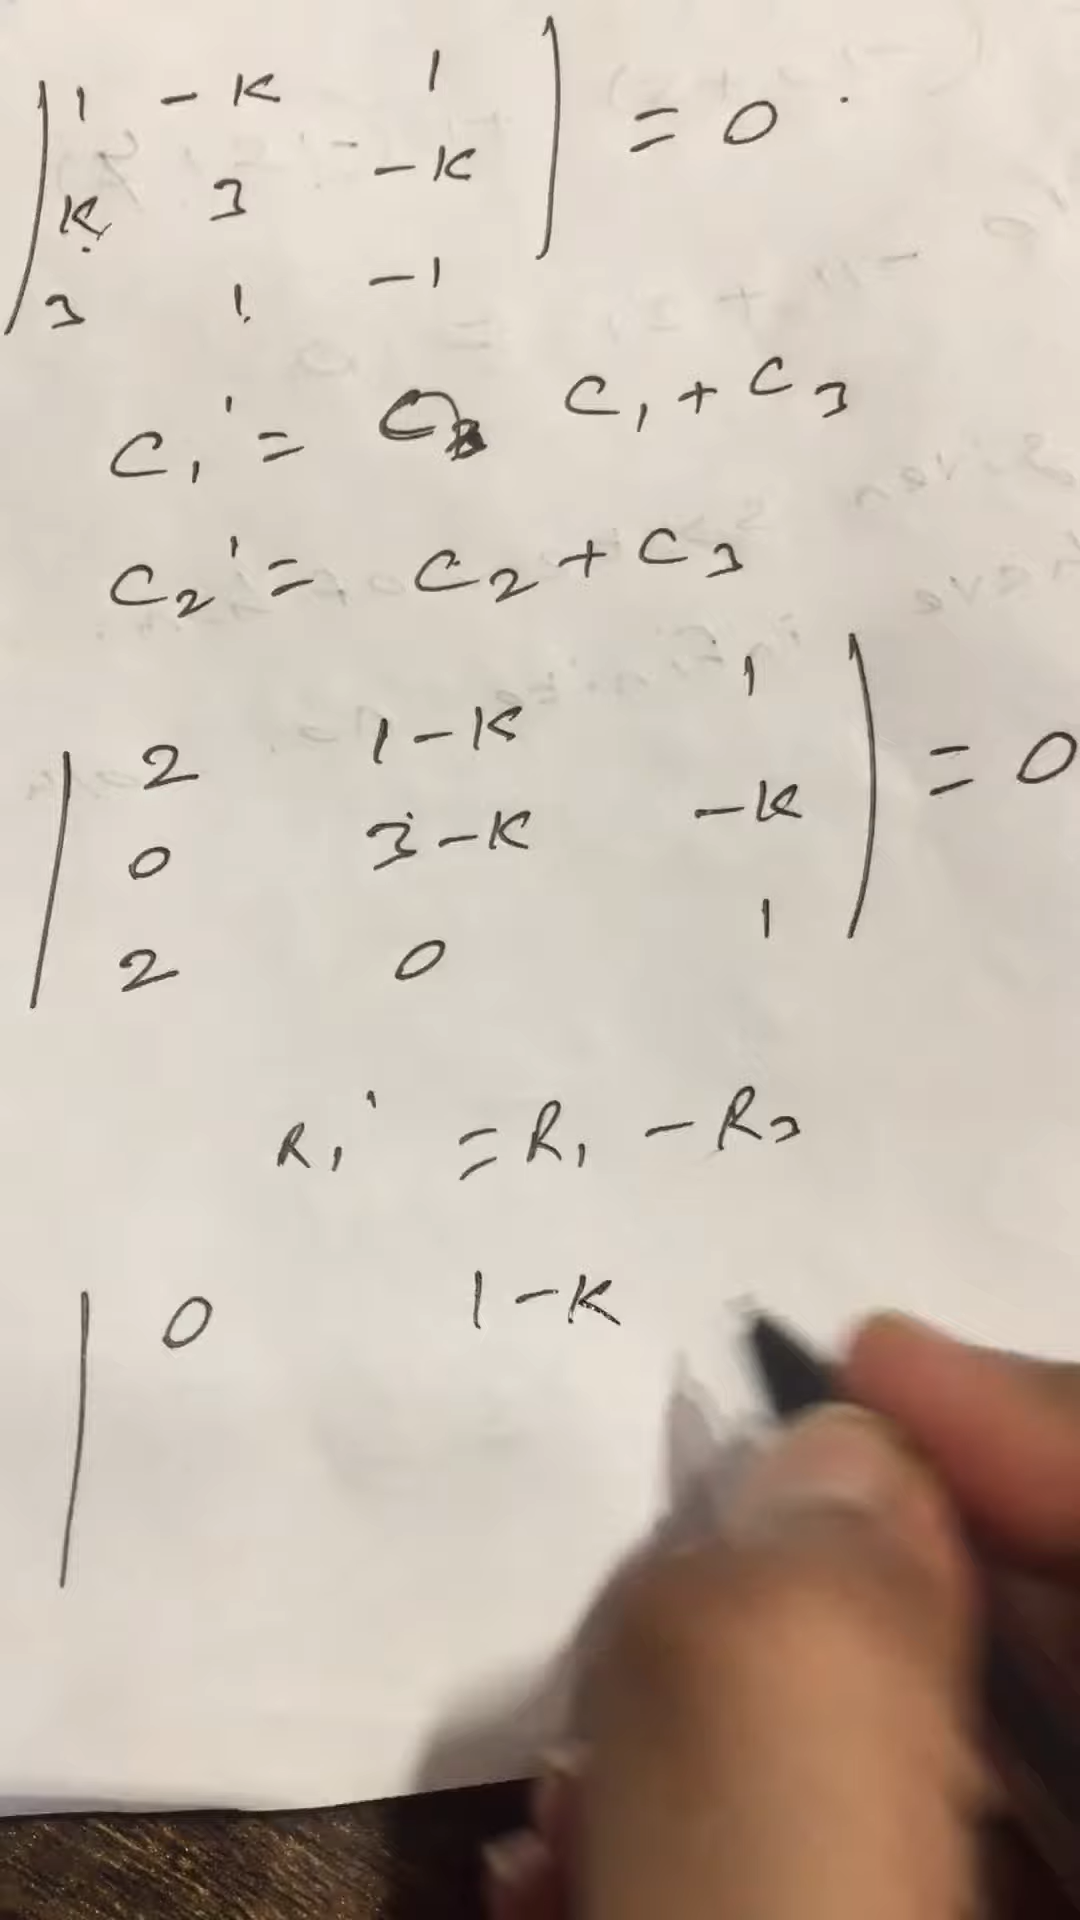 | 1 - K 1 | = 0
K 3 - K
3 1 - 1
C₁' = C₁ + C₃
C₂' = C₂ + C₃
| 2 1 - K 1 | = 0
0 3 - K - K
2 0 1
R₁' = R₁ - R₃
| 0 1 - K